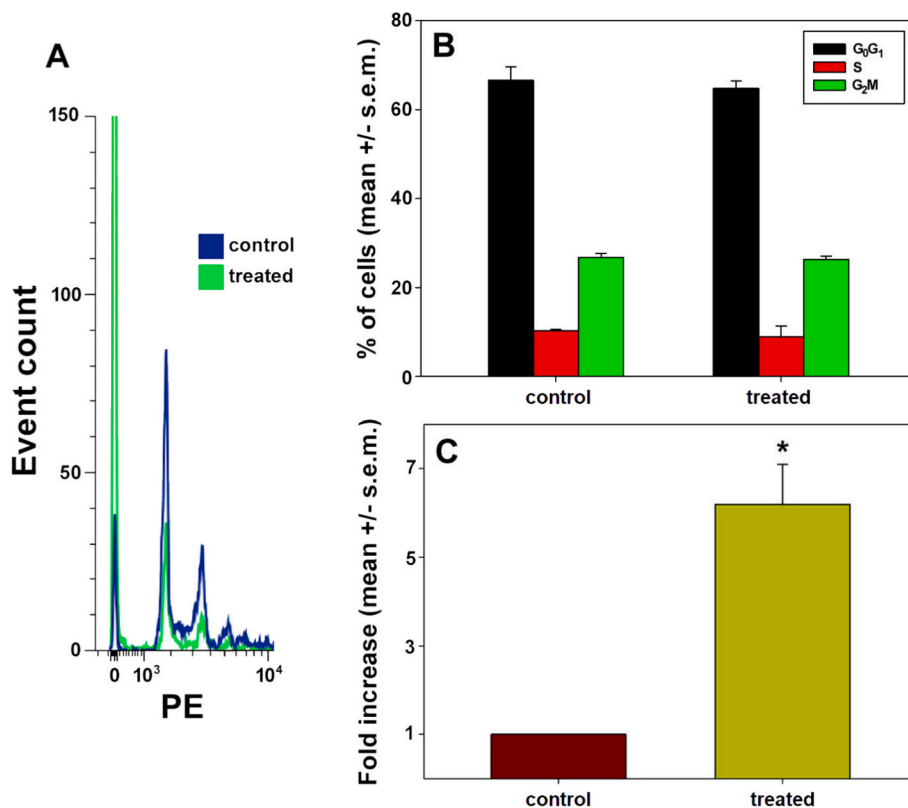 A
150
100
50
0
Event count
control
treated
0 10³ 10⁴
PE
B
80
60
40
20
0
% of cells (mean +/- s.e.m.)
G₀G₁
S
G₂M
control treated
C
7
5
3
1
Fold increase (mean +/- s.e.m.)
*
control treated